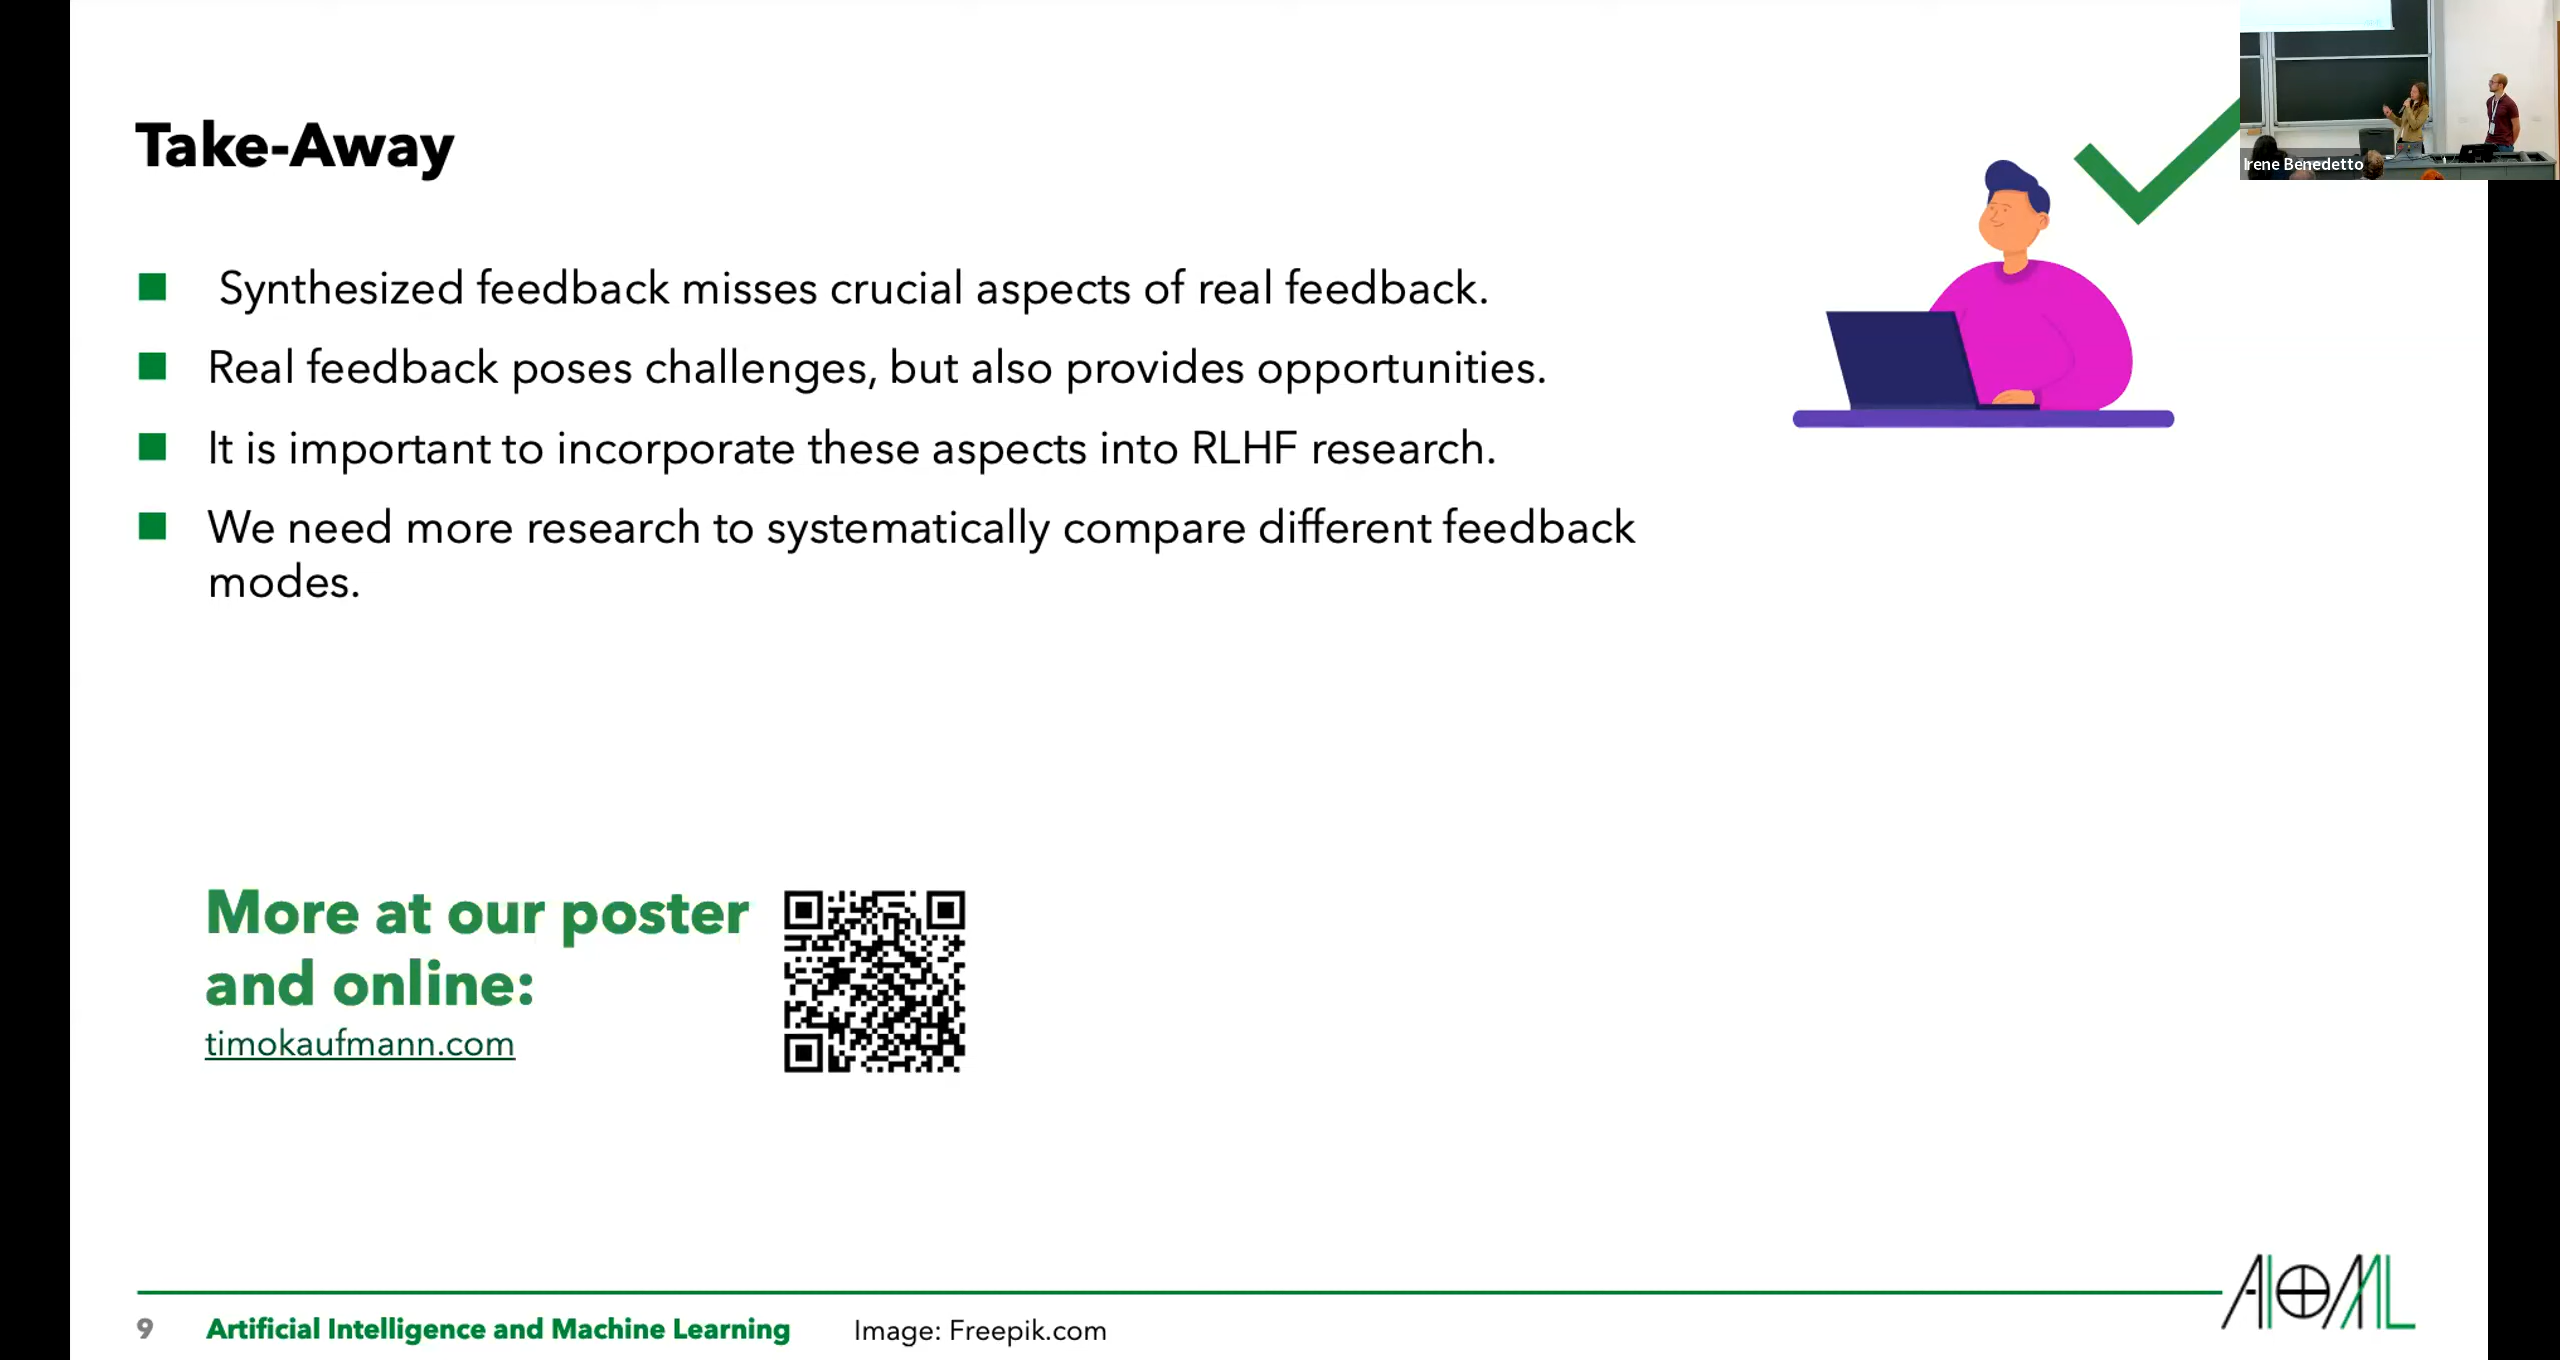 Take-Away
Synthesized feedback misses crucial aspects of real feedback.
Real feedback poses challenges, but also provides opportunities.
It is important to incorporate these aspects into RLHF research.
We need more research to systematically compare different feedback
modes.
More at our poster
and online:
timokaufmann.com
9
Artificial Intelligence and Machine Learning
Image: Freepik.com
Irene Benedetto
AI ML